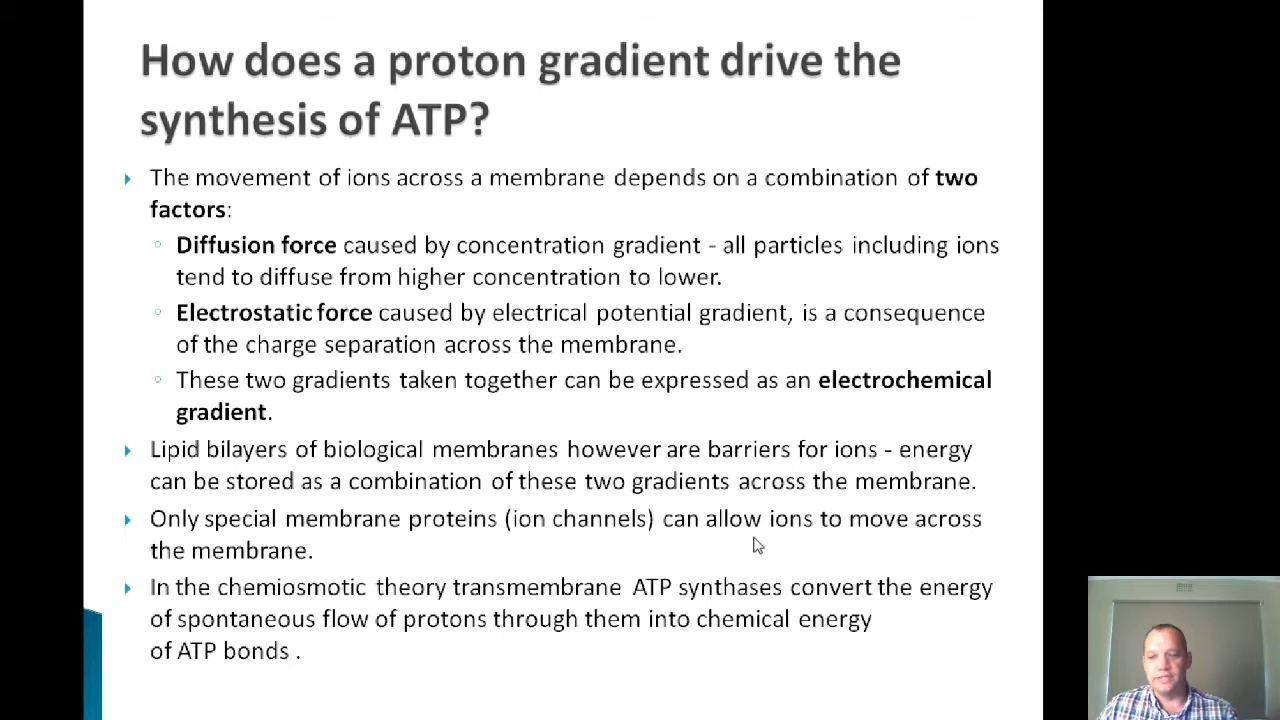 How does a proton gradient drive the
synthesis of ATP?
The movement of ions across a membrane depends on a combination of two
factors:
Diffusion force caused by concentration gradient - all particles including ions
tend to diffuse from higher concentration to lower.
Electrostatic force caused by electrical potential gradient, is a consequence
of the charge separation across the membrane.
These two gradients taken together can be expressed as an electrochemical
gradient.
Lipid bilayers of biological membranes however are barriers for ions - energy
can be stored as a combination of these two gradients across the membrane.
Only special membrane proteins (ion channels) can allow ions to move across
the membrane.
In the chemiosmotic theory transmembrane ATP synthases convert the energy
of spontaneous flow of protons through them into chemical energy
of ATP bonds .